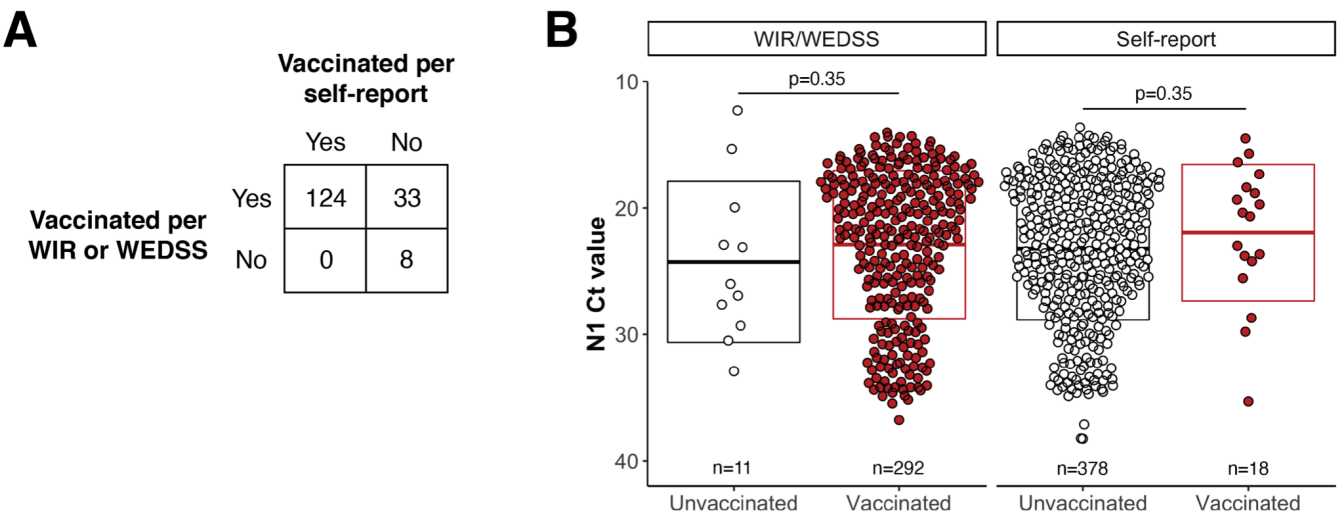 A
Vaccinated per
self-report
Yes No
Vaccinated per
WIR or WEDSS
Yes 124 33
No 0 8
B
WIR/WEDSS Self-report
p=0.35 p=0.35
N1 Ct value
10
20
30
40
n=11 n=292 n=378 n=18
Unvaccinated Vaccinated Unvaccinated Vaccinated